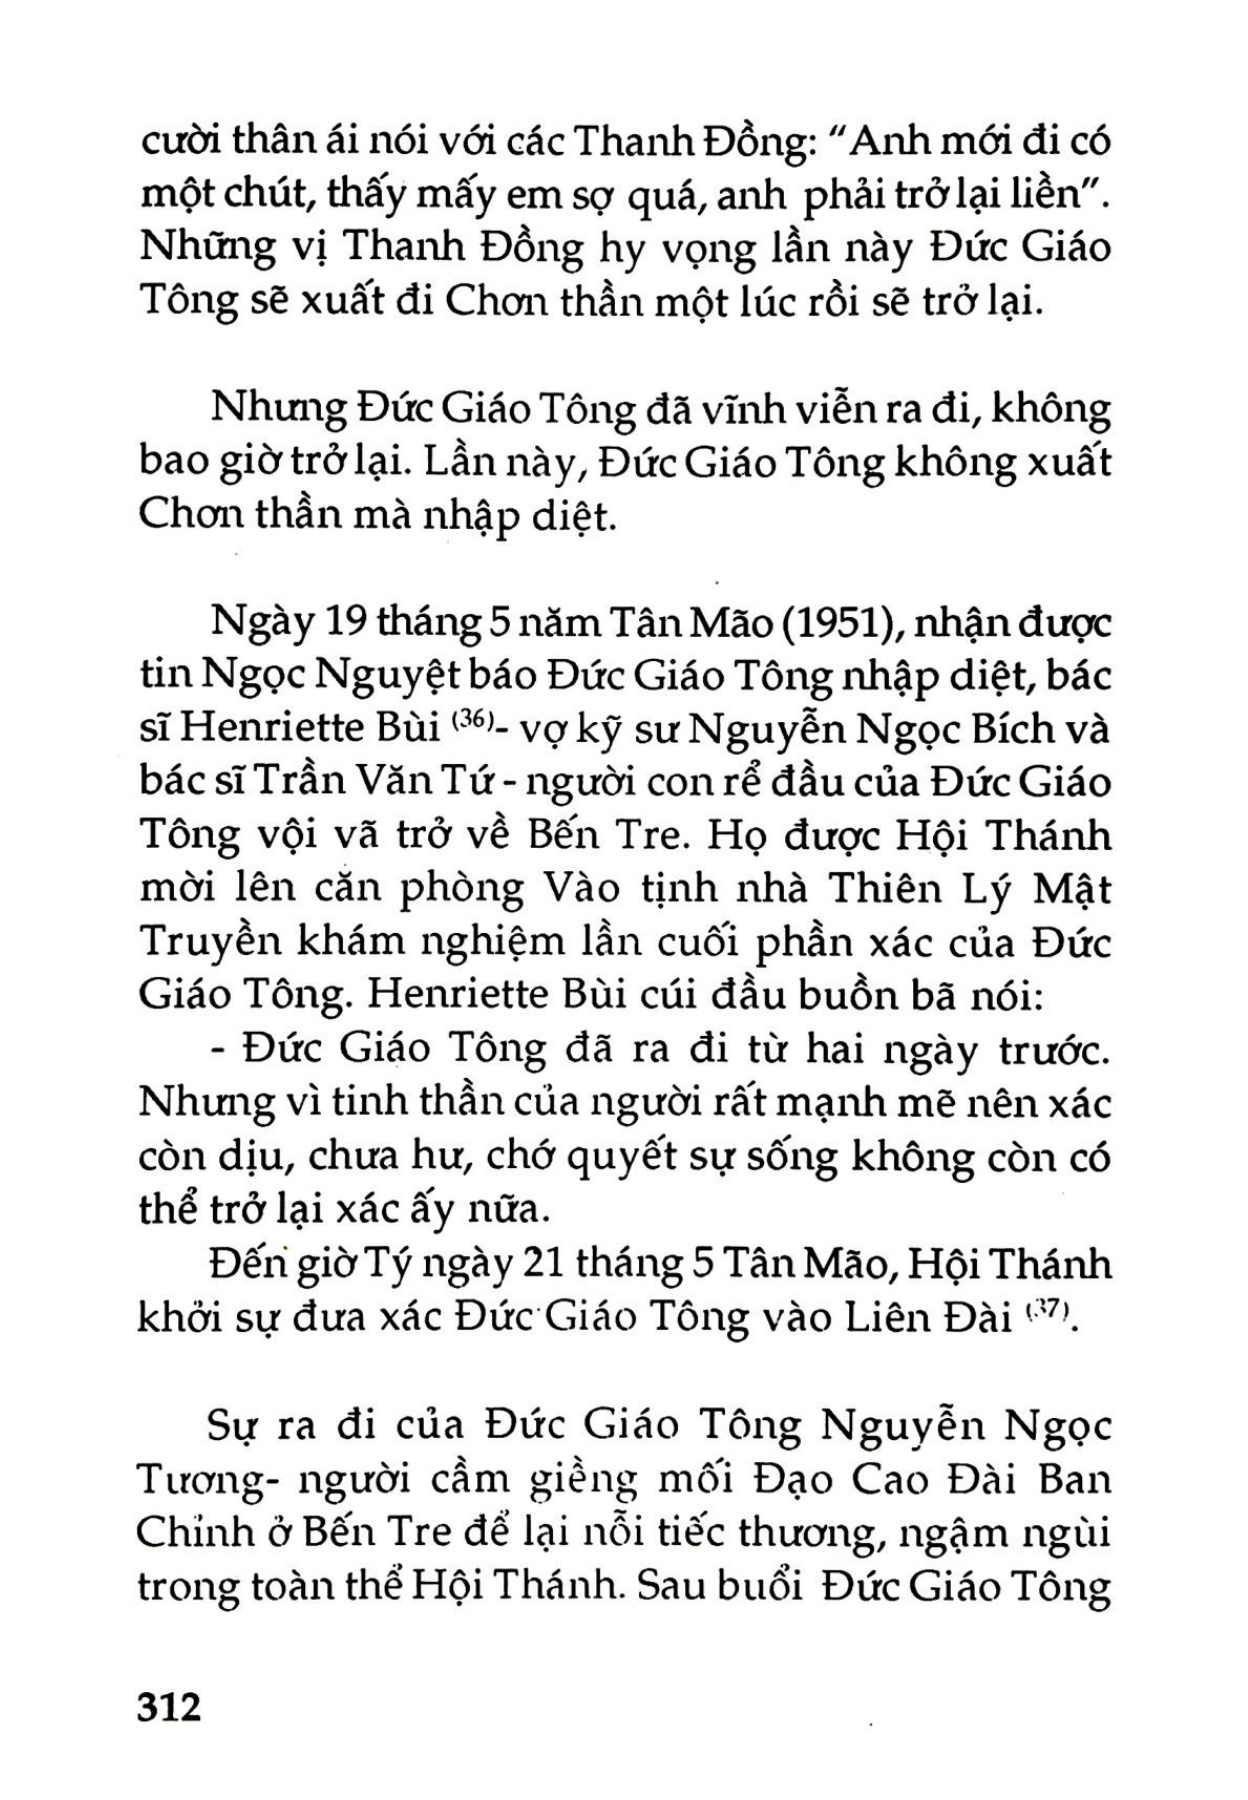 cười thân ái nói với các Thanh Đồng: "Anh mới đi có
một chút, thấy mấy em sợ quá, anh phải trở lại liền".
Những vị Thanh Đồng hy vọng lần này Đức Giáo
Tông sẽ xuất đi Chơn thần một lúc rồi sẽ trở lại.
Nhưng Đức Giáo Tông đã vĩnh viễn ra đi, không
bao giờ trở lại. Lần này, Đức Giáo Tông không xuất
Chơn thần mà nhập diệt.
Ngày 19 tháng 5 năm Tân Mão (1951), nhận được
tin Ngọc Nguyệt báo Đức Giáo Tông nhập diệt, bác
sĩ Henriette Bùi (36)- vợ kỹ sư Nguyễn Ngọc Bích và
bác sĩ Trần Văn Tứ - người con rể đầu của Đức Giáo
Tông vội vã trở về Bến Tre. Họ được Hội Thánh
mời lên căn phòng Vào tịnh nhà Thiên Lý Mật
Truyền khám nghiệm lần cuối phần xác của Đức
Giáo Tông. Henriette Bùi cúi đầu buồn bã nói:
- Đức Giáo Tông đã ra đi từ hai ngày trước.
Nhưng vì tinh thần của người rất mạnh mẽ nên xác
còn dịu, chưa hư, chớ quyết sự sống không còn có
thể trở lại xác ấy nữa.
Đến giờ Tý ngày 21 tháng 5 Tân Mão, Hội Thánh
khởi sự đưa xác Đức Giáo Tông vào Liên Đài (37).
Sự ra đi của Đức Giáo Tông Nguyễn Ngọc
Tương- người cầm giềng mối Đạo Cao Đài Ban
Chỉnh ở Bến Tre để lại nỗi tiếc thương, ngậm ngùi
trong toàn thể Hội Thánh. Sau buổi Đức Giáo Tông
312